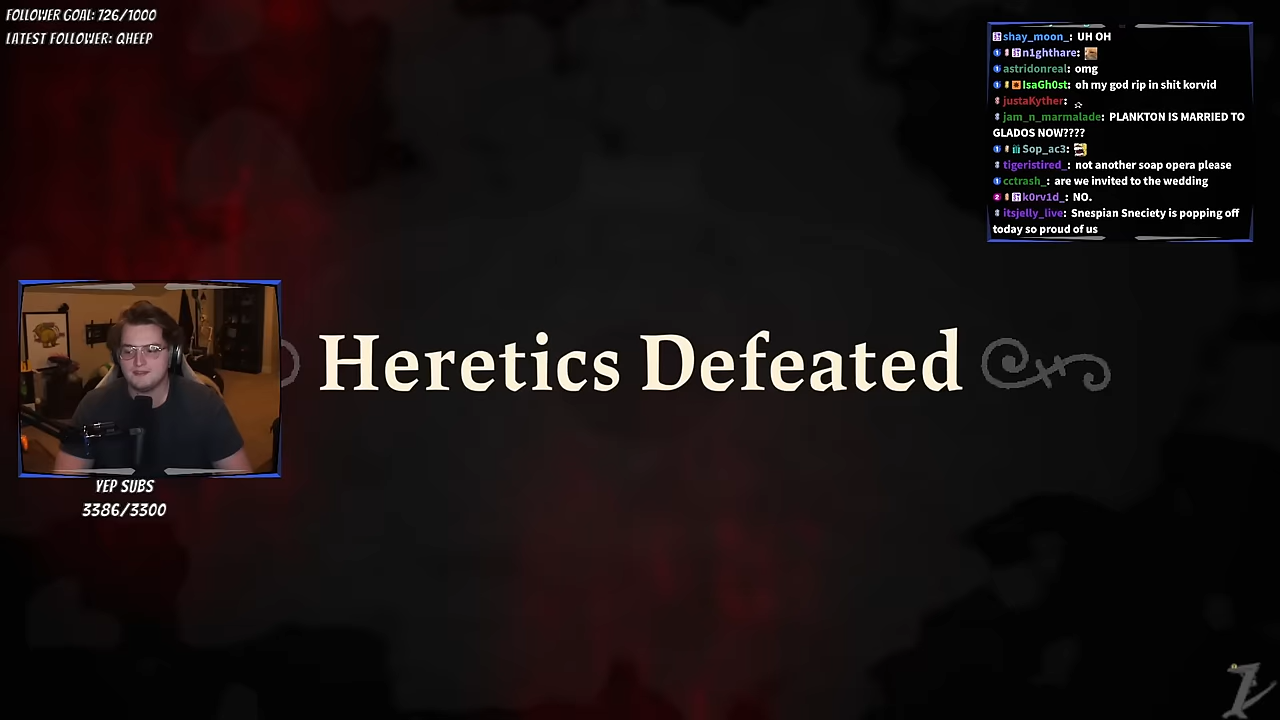 FOLLOWER GOAL: 726/1000
LATEST FOLLOWER: QHEEP
shay_moon_: UH OH
n1ghthare:
astridonreal: omg
IsaGh0st: oh my god rip in shit korvid
justaKyther:
jam_n_marmalade: PLANKTON IS MARRIED TO
GLADOS NOW????
Sop_ac3:
tigeristired_: not another soap opera please
cctrash_: are we invited to the wedding
k0rv1d_: NO.
itsjelly_live: Snespian Sneciety is popping off
today so proud of us
Heretics Defeated
YEP SUBS
3386/3300